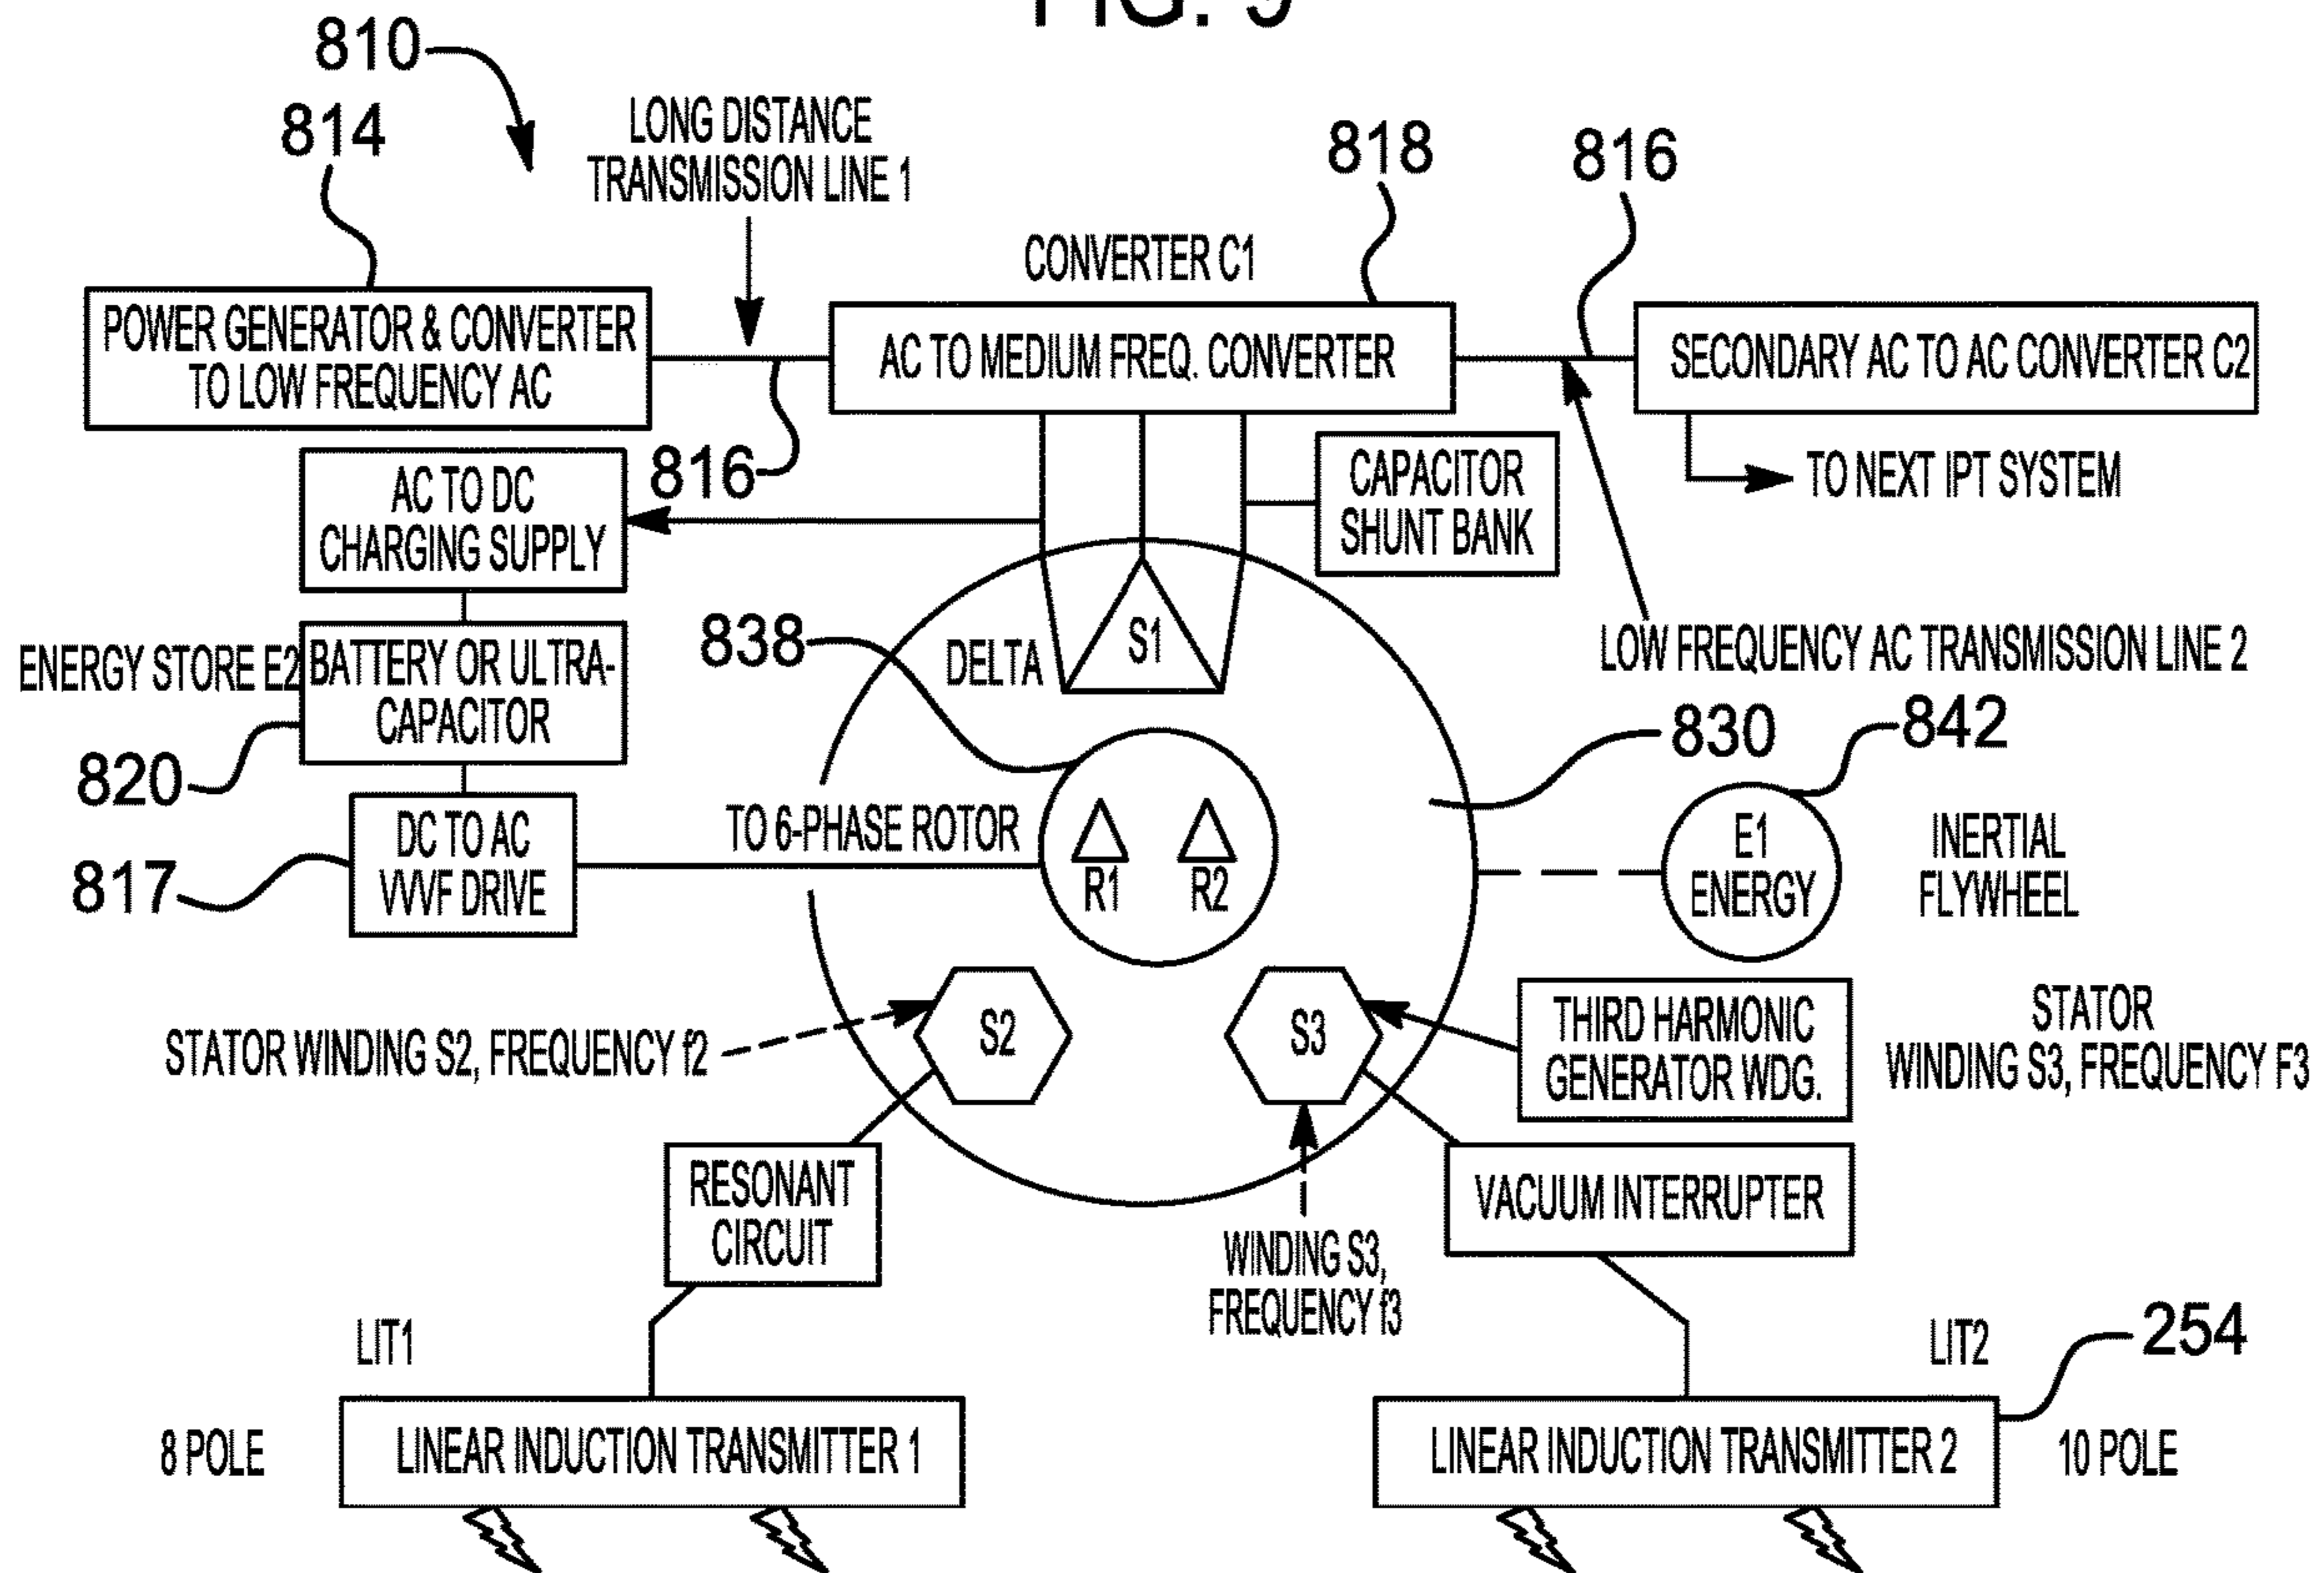 FIG. 9
810
814
LONG DISTANCE
TRANSMISSION LINE 1
818
816
CONVERTER C1
POWER GENERATOR & CONVERTER
TO LOW FREQUENCY AC
AC TO MEDIUM FREQ. CONVERTER
SECONDARY AC TO AC CONVERTER C2
816
AC TO DC
CHARGING SUPPLY
CAPACITOR
SHUNT BANK
TO NEXT IPT SYSTEM
ENERGY STORE E2
BATTERY OR ULTRA-
CAPACITOR
838
DELTA
S1
LOW FREQUENCY AC TRANSMISSION LINE 2
820
830
842
817
DC TO AC
VVVF DRIVE
TO 6-PHASE ROTOR
R1
R2
E1
ENERGY
INERTIAL
FLYWHEEL
STATOR WINDING S2, FREQUENCY f2
S2
S3
THIRD HARMONIC
GENERATOR WDG.
STATOR
WINDING S3, FREQUENCY F3
RESONANT
CIRCUIT
WINDING S3,
FREQUENCY f3
VACUUM INTERRUPTER
LIT1
LIT2
254
8 POLE
LINEAR INDUCTION TRANSMITTER 1
LINEAR INDUCTION TRANSMITTER 2
10 POLE